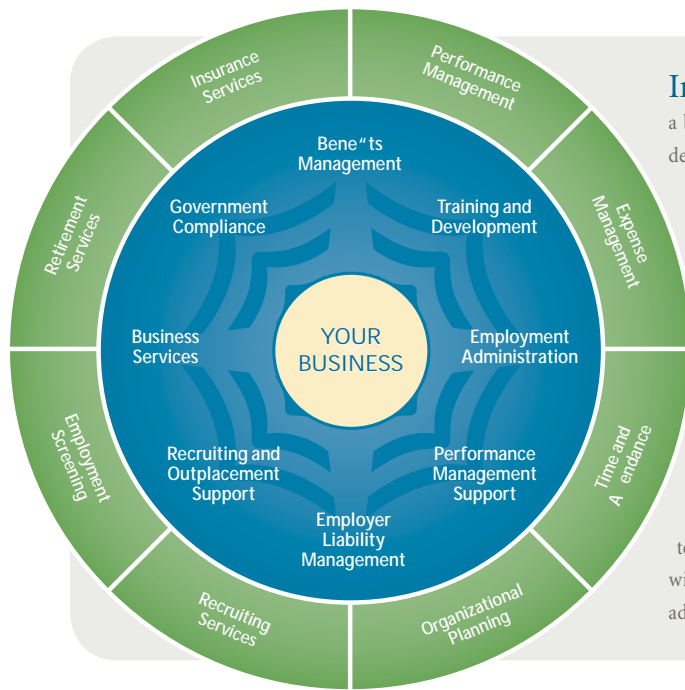 Insurance
Services
Performance
Management
Expense
Management
Time and
A endance
Organizational
Planning
Recruiting
Services
Employment
Screening
Retirement
Services
Bene“ ts
Management
Training and
Development
Employment
Administration
Performance
Management
Support
Employer
Liability
Management
Recruiting and
Outplacement
Support
Business
Services
Government
Compliance
YOUR
BUSINESS